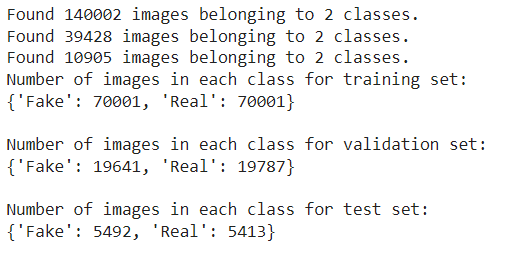 Found 140002 images belonging to 2 classes.
Found 39428 images belonging to 2 classes.
Found 10905 images belonging to 2 classes.
Number of images in each class for training set:
{'Fake': 70001, 'Real': 70001}
Number of images in each class for validation set:
{'Fake': 19641, 'Real': 19787}
Number of images in each class for test set:
{'Fake': 5492, 'Real': 5413}